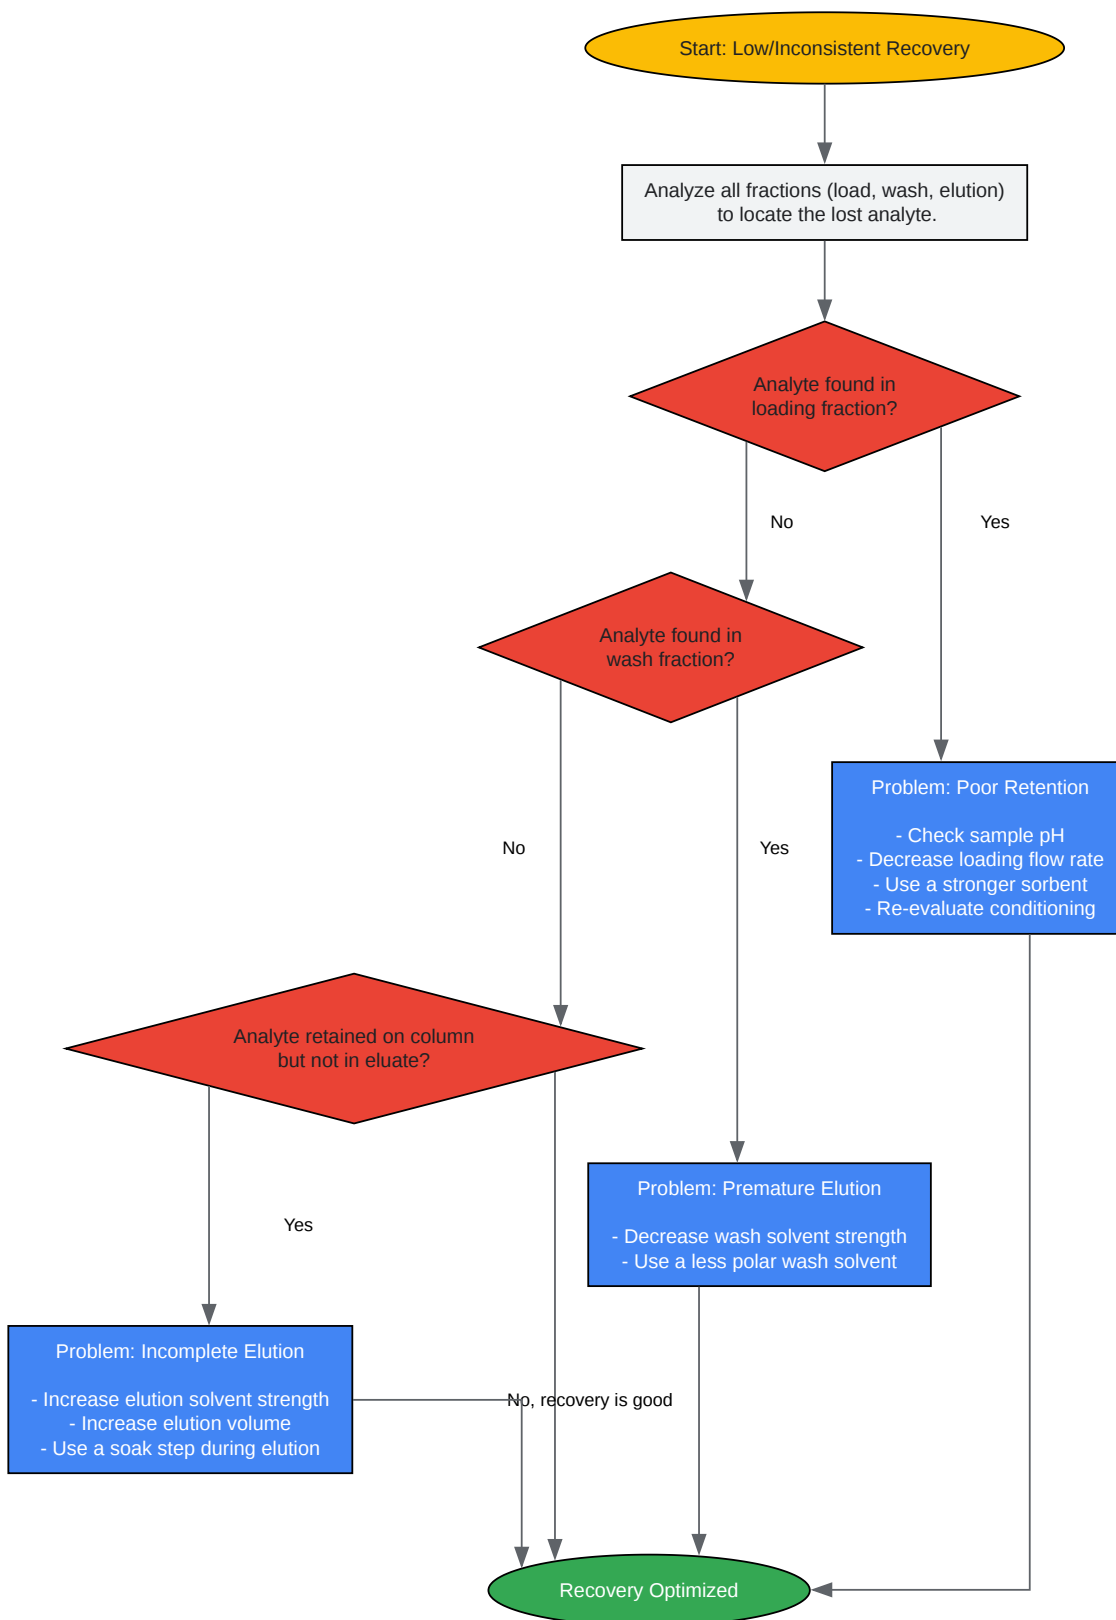 Start: Low/Inconsistent Recovery
Analyze all fractions (load, wash, elution)
to locate the lost analyte.
Analyte found in
loading fraction?
No
Yes
Analyte found in
wash fraction?
Problem: Poor Retention
- Check sample pH
- Decrease loading flow rate
- Use a stronger sorbent
- Re-evaluate conditioning
No
Yes
Analyte retained on column
but not in eluate?
Problem: Premature Elution
- Decrease wash solvent strength
- Use a less polar wash solvent
Yes
Problem: Incomplete Elution
- Increase elution solvent strength
- Increase elution volume
- Use a soak step during elution
No, recovery is good
Recovery Optimized